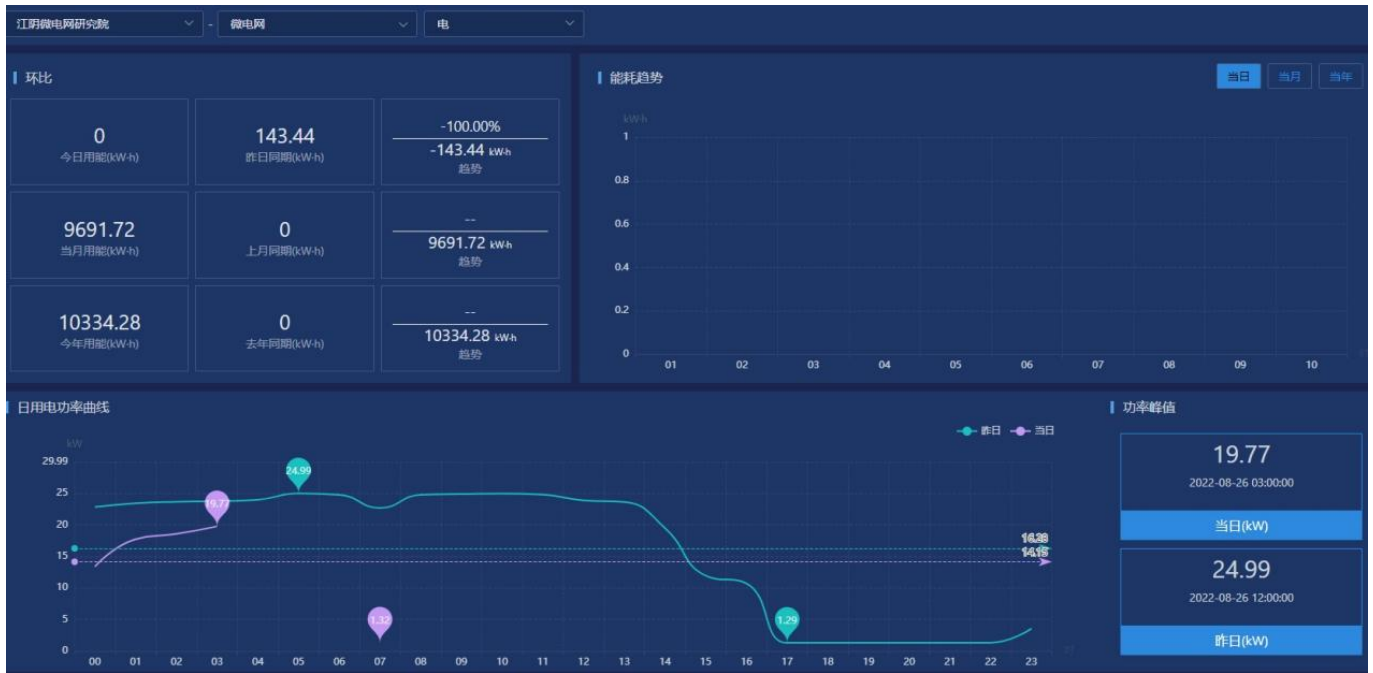 江阴微电网研究院 - 微电网 电
环比
0
今日用能(kW·h)
143.44
昨日同期(kW·h)
-100.00%
-143.44 kW·h
趋势
9691.72
当月用能(kW·h)
0
上月同期(kW·h)
--
9691.72 kW·h
趋势
10334.28
今年用能(kW·h)
0
去年同期(kW·h)
--
10334.28 kW·h
趋势
能耗趋势
当日 当月 当年
kW·h
1
0.8
0.6
0.4
0.2
0
01 02 03 04 05 06 07 08 09 10
日用电功率曲线
昨日 当日
kW
29.99
25
20
15
10
5
0
24.99
19.77
16.28
14.15
1.32
1.29
00 01 02 03 04 05 06 07 08 09 10 11 12 13 14 15 16 17 18 19 20 21 22 23
功率峰值
19.77
2022-08-26 03:00:00
当日(kW)
24.99
2022-08-26 12:00:00
昨日(kW)